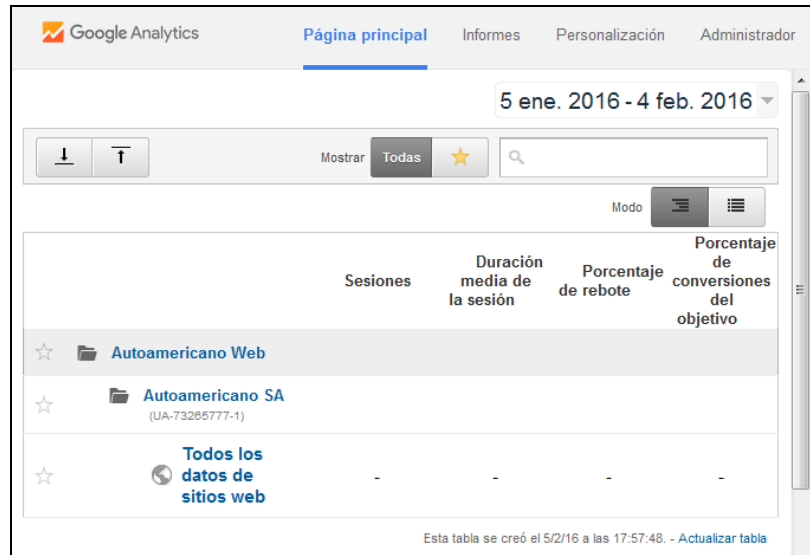 Google Analytics
Página principal
Informes
Personalización
Administrador
5 ene. 2016 - 4 feb. 2016
Mostrar
Todas
Modo
Sesiones
Duración
media de
la sesión
Porcentaje
de rebote
Porcentaje
de
conversiones
del
objetivo
Autoamericano Web
Autoamericano SA
(UA-73265777-1)
Todos los
datos de
sitios web
- - - -
Esta tabla se creó el 5/2/16 a las 17:57:48. - Actualizar tabla